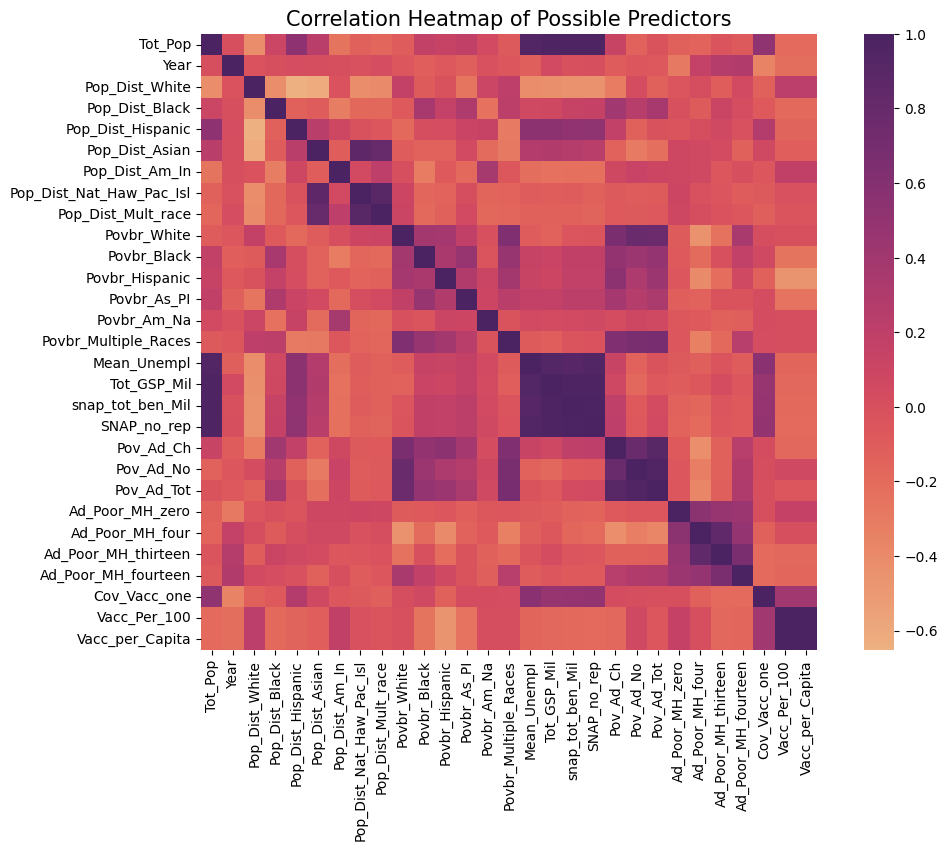 Correlation Heatmap of Possible Predictors
Tot_Pop
Year
Pop_Dist_White
Pop_Dist_Black
Pop_Dist_Hispanic
Pop_Dist_Asian
Pop_Dist_Am_In
Pop_Dist_Nat_Haw_Pac_Isl
Pop_Dist_Mult_race
Povbr_White
Povbr_Black
Povbr_Hispanic
Povbr_As_PI
Povbr_Am_Na
Povbr_Multiple_Races
Mean_Unempl
Tot_GSP_Mil
snap_tot_ben_Mil
SNAP_no_rep
Pov_Ad_Ch
Pov_Ad_No
Pov_Ad_Tot
Ad_Poor_MH_zero
Ad_Poor_MH_four
Ad_Poor_MH_thirteen
Ad_Poor_MH_fourteen
Cov_Vacc_one
Vacc_Per_100
Vacc_per_Capita
Tot_Pop
Year
Pop_Dist_White
Pop_Dist_Black
Pop_Dist_Hispanic
Pop_Dist_Asian
Pop_Dist_Am_In
Pop_Dist_Nat_Haw_Pac_Isl
Pop_Dist_Mult_race
Povbr_White
Povbr_Black
Povbr_Hispanic
Povbr_As_PI
Povbr_Am_Na
Povbr_Multiple_Races
Mean_Unempl
Tot_GSP_Mil
snap_tot_ben_Mil
SNAP_no_rep
Pov_Ad_Ch
Pov_Ad_No
Pov_Ad_Tot
Ad_Poor_MH_zero
Ad_Poor_MH_four
Ad_Poor_MH_thirteen
Ad_Poor_MH_fourteen
Cov_Vacc_one
Vacc_Per_100
Vacc_per_Capita
1.0
0.8
0.6
0.4
0.2
0.0
−0.2
−0.4
−0.6